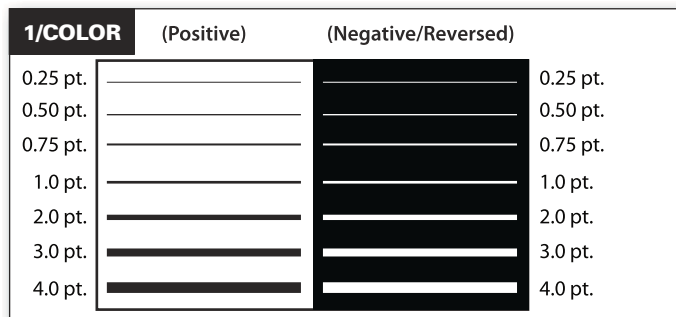 1/COLOR (Positive) (Negative/Reversed)
0.25 pt. 0.25 pt.
0.50 pt. 0.50 pt.
0.75 pt. 0.75 pt.
1.0 pt. 1.0 pt.
2.0 pt. 2.0 pt.
3.0 pt. 3.0 pt.
4.0 pt. 4.0 pt.